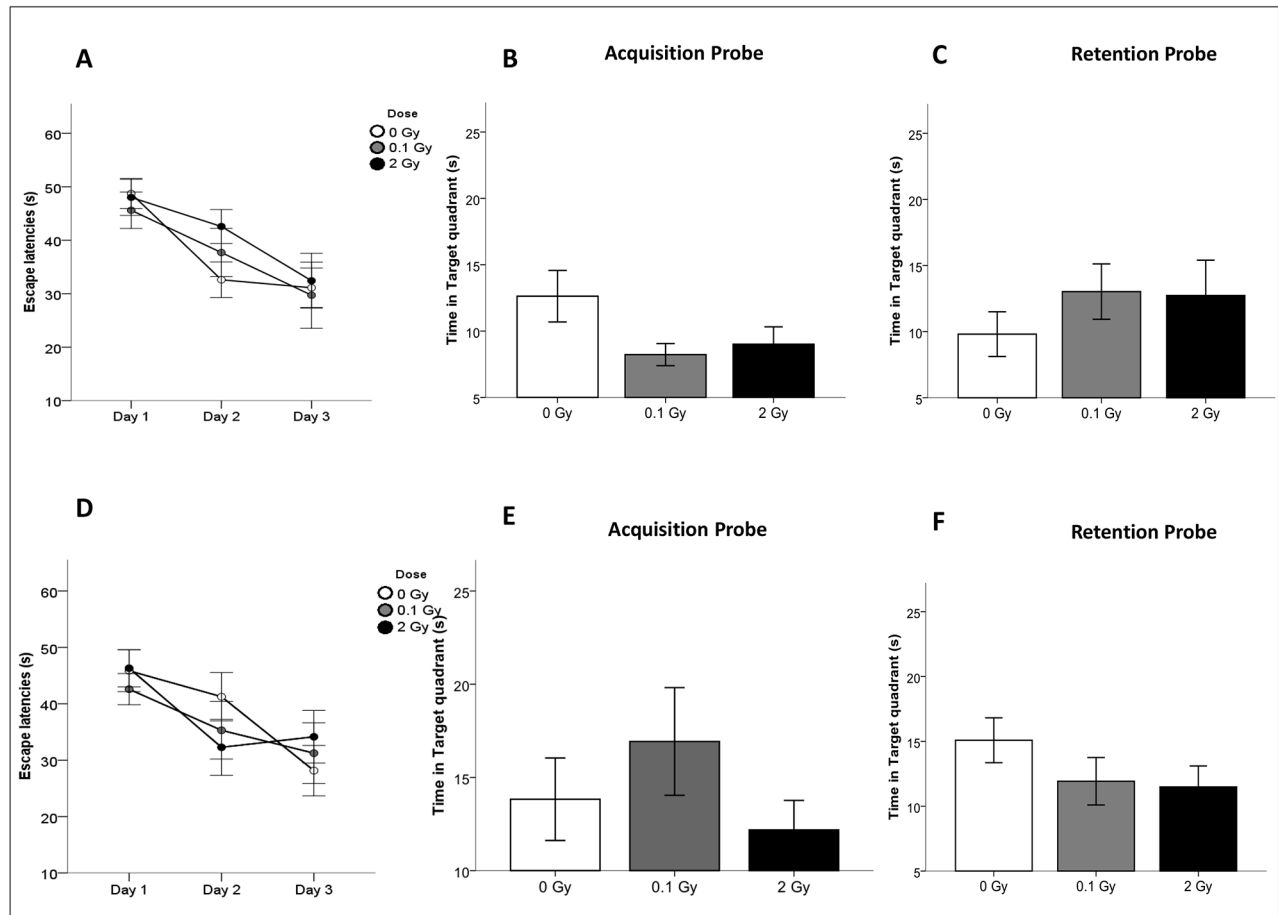 A
Dose
0 Gy
0.1 Gy
2 Gy
Escape latencies (s)
60
50
40
30
20
10
Day 1 Day 2 Day 3
B
Acquisition Probe
Time in Target quadrant (s)
25
20
15
10
5
0 Gy 0.1 Gy 2 Gy
C
Retention Probe
Time in Target quadrant (s)
25
20
15
10
5
0 Gy 0.1 Gy 2 Gy
D
Dose
0 Gy
0.1 Gy
2 Gy
Escape latencies (s)
60
50
40
30
20
10
Day 1 Day 2 Day 3
E
Acquisition Probe
Time in Target quadrant (s)
25
20
15
10
0 Gy 0.1 Gy 2 Gy
F
Retention Probe
Time in Target quadrant (s)
25
20
15
10
5
0 Gy 0.1 Gy 2 Gy